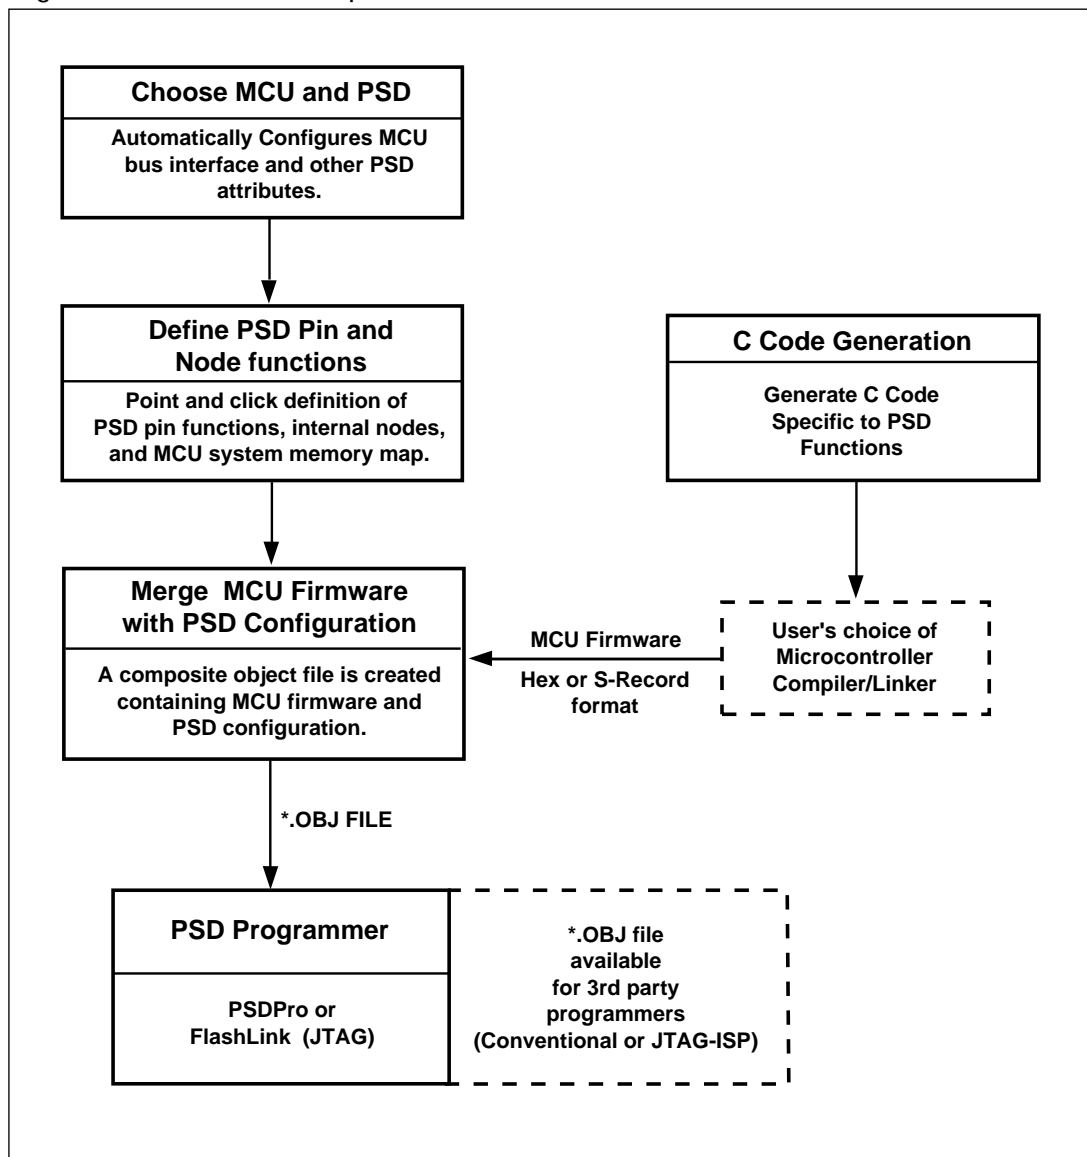 Choose MCU and PSD
Automatically Configures MCU
bus interface and other PSD
attributes.
Define PSD Pin and
Node functions
Point and click definition of
PSD pin functions, internal nodes,
and MCU system memory map.
C Code Generation
Generate C Code
Specific to PSD
Functions
Merge MCU Firmware
with PSD Configuration
A composite object file is created
containing MCU firmware and
PSD configuration.
MCU Firmware
Hex or S-Record
format
User's choice of
Microcontroller
Compiler/Linker
*.OBJ FILE
PSD Programmer
PSDPro or
FlashLink (JTAG)
*.OBJ file
available
for 3rd party
programmers
(Conventional or JTAG-ISP)